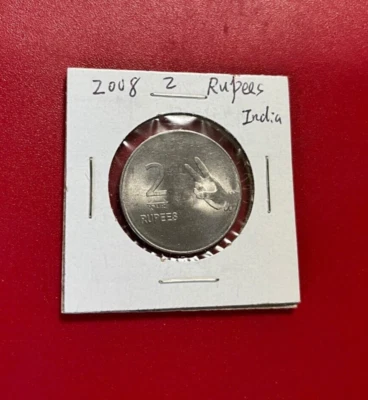 2008 2 Rupees
India
2
RUPEES